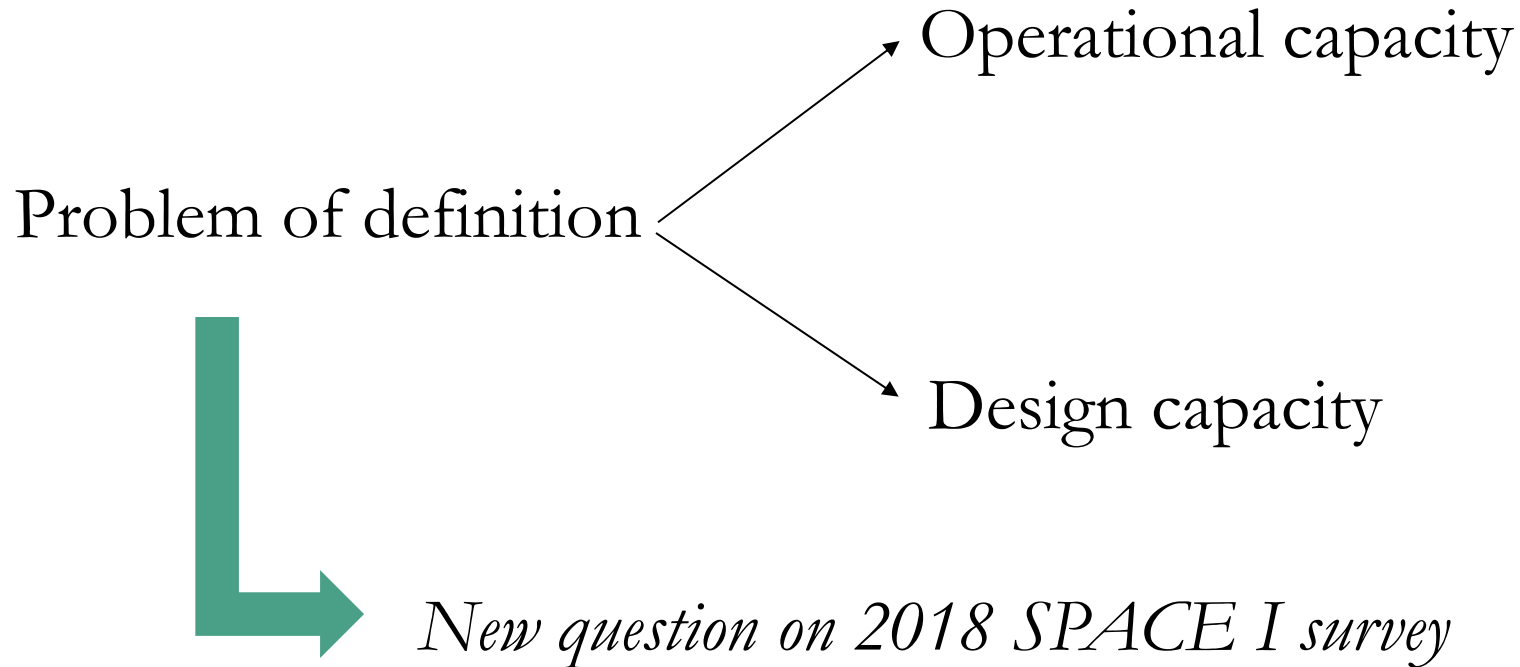 Operational capacity
Problem of definition
Design capacity
New question on 2018 SPACE I survey